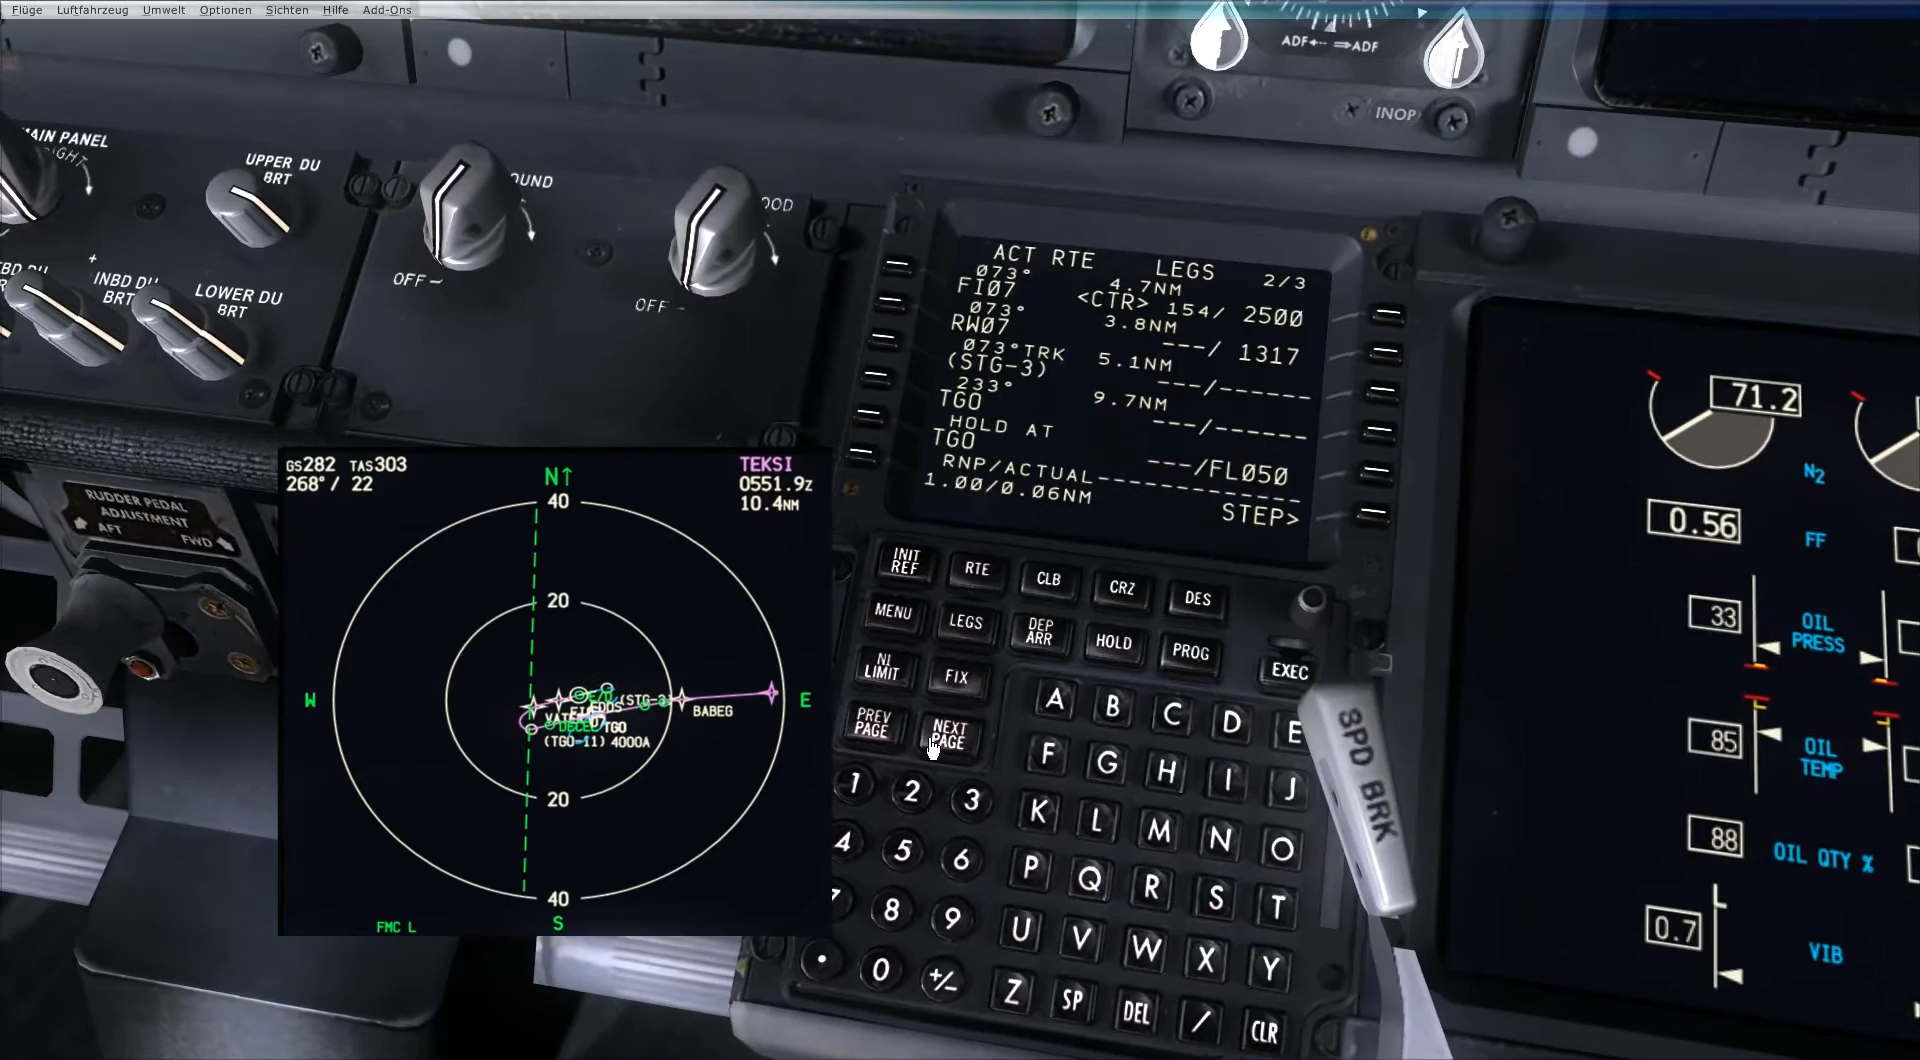 Flüge Luftfahrzeug Umwelt Optionen Sichten Hilfe Add-Ons
ADF ADF
INOP
MAIN PANEL
UPPER DU
BRT
OFF
OFF
INBD DU
BRT
LOWER DU
BRT
RUDDER PEDAL
ADJUSTMENT
AFT
FWD
ACT RTE LEGS 2/3
073° 4.7NM
FI07 <CTR> 154/ 2500
073° 3.8NM
RW07 ---/ 1317
073°TRK 5.1NM
(STG-3) ---/------
233° 9.7NM
TGO ---/------
HOLD AT
TGO ---/FL050
RNP/ACTUAL-------------
1.00/0.06NM STEP>
GS282 TAS303
268°/ 22
N↑
TEKSI
0551.9z
10.4NM
40
20
W
E
(STG-3)
BABEG
TGO
(TGO-11) 4000A
20
40
S
FMC L
INIT
REF
RTE
CLB
CRZ
DES
MENU
LEGS
DEP
ARR
HOLD
PROG
EXEC
N1
LIMIT
FIX
PREV
PAGE
NEXT
PAGE
A B C D E
F G H I J
K L M N O
P Q R S T
U V W X Y
Z SP DEL / CLR
1 2 3
4 5 6
7 8 9
. 0 +/-
SPD BRK
71.2
N2
0.56
FF
33
OIL
PRESS
85
OIL
TEMP
88
OIL QTY %
0.7
VIB